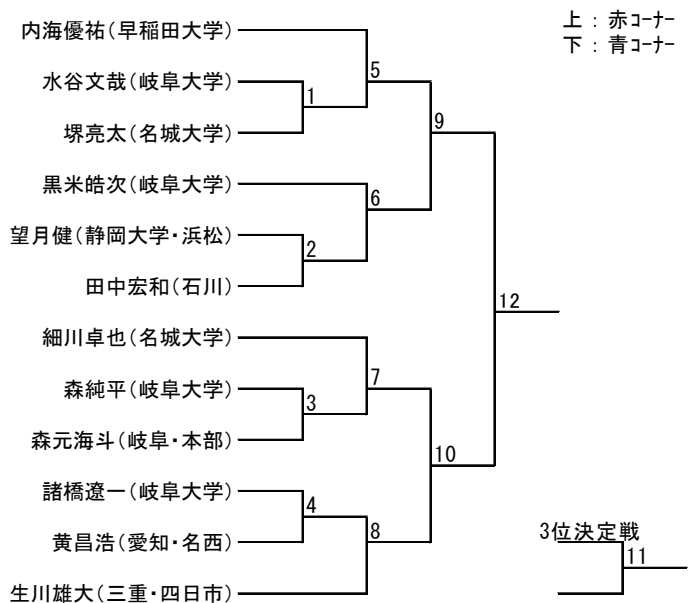 内海優祐(早稲田大学)
上 : 赤ｺｰﾅｰ
下 : 青ｺｰﾅｰ
5
水谷文哉(岐阜大学)
1
9
堺亮太(名城大学)
黒米皓次(岐阜大学)
6
望月健(静岡大学・浜松)
2
田中宏和(石川)
12
細川卓也(名城大学)
7
森純平(岐阜大学)
3
森元海斗(岐阜・本部)
10
諸橋遼一(岐阜大学)
4
黄昌浩(愛知・名西)
8
3位決定戦
11
生川雄大(三重・四日市)